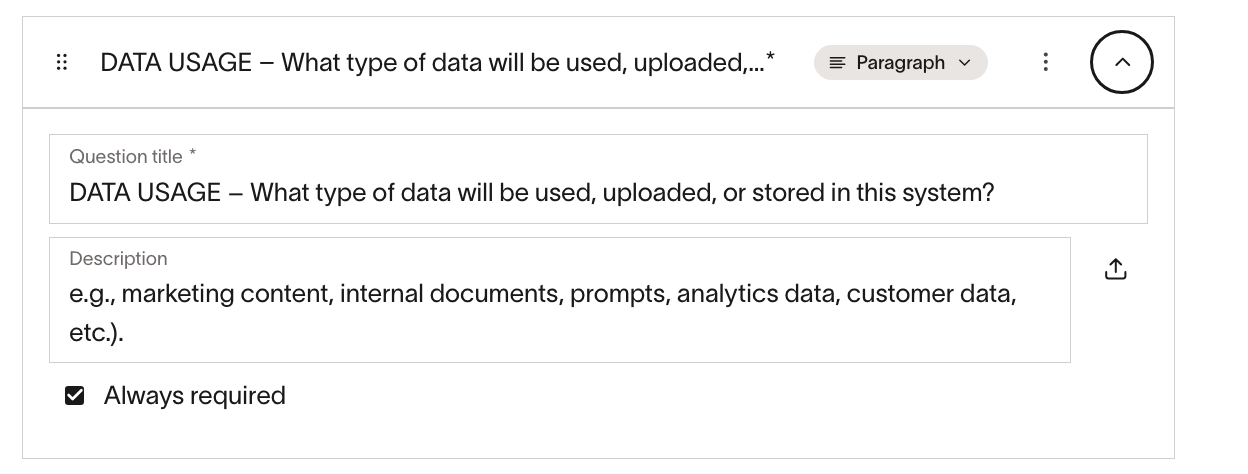 DATA USAGE – What type of data will be used, uploaded,...*
Paragraph
Question title *
DATA USAGE – What type of data will be used, uploaded, or stored in this system?
Description
e.g., marketing content, internal documents, prompts, analytics data, customer data,
etc.).
Always required